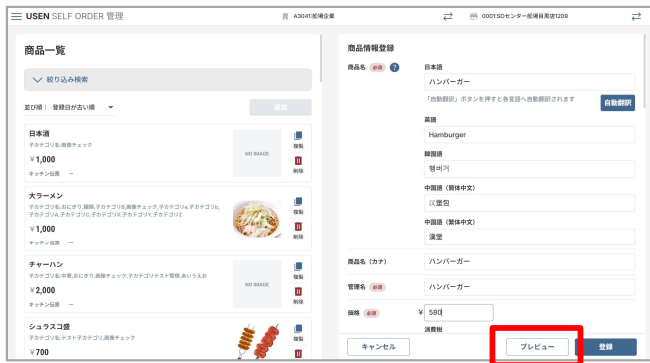 USEN SELF ORDER 管理
A3041:舩場企業
0001:SOセンター舩場目黒店1209
商品一覧
絞り込み検索
並び順： 登録日が古い順
追加
日本酒
子カテゴリ名:画像チェック
¥1,000
キッチン伝票 ー
NO IMAGE
複製
削除
大ラーメン
子カテゴリ名:おにぎり,麺類,子カテゴリB,画像チェック,子カテゴリa,子カテゴリb,
子カテゴリA,子カテゴリC,子カテゴリX,子カテゴリY,子カテゴリZ
¥1,000
キッチン伝票 ー
複製
削除
チャーハン
子カテゴリ名:中華,おにぎり,画像チェック,子カテゴリテスト管理,あいうえお
¥2,000
キッチン伝票 ー
NO IMAGE
複製
削除
シュラスコ盛
子カテゴリ名:テスト子カテゴリ,画像チェック
¥700
複製
商品情報登録
商品名 必須 ?
日本語
ハンバーガー
「自動翻訳」ボタンを押すと各言語へ自動翻訳されます
自動翻訳
英語
Hamburger
韓国語
햄버거
中国語（簡体中文）
汉堡包
中国語（繁体中文）
漢堡
商品名（カナ）
ハンバーガー
管理名 必須
ハンバーガー
価格 必須
¥ 580
消費税
キャンセル
プレビュー
登録